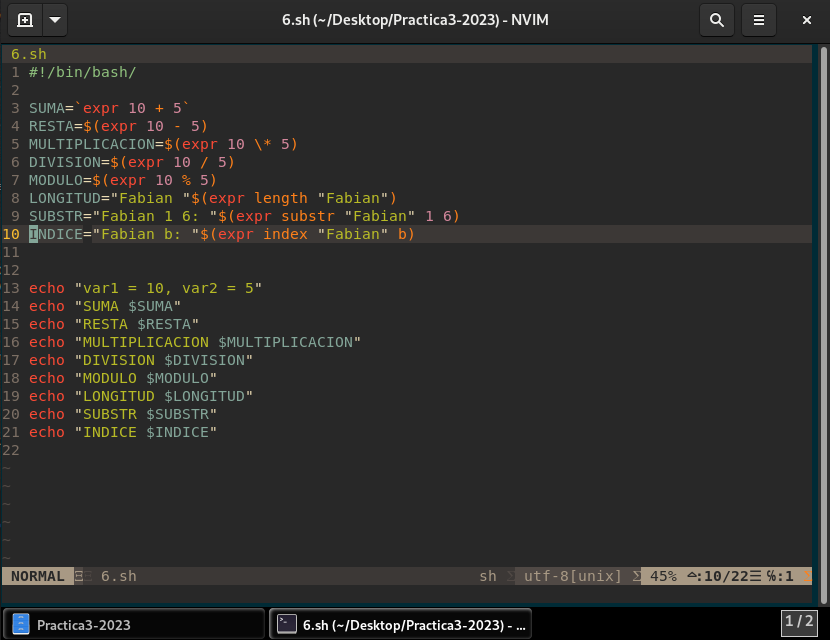 6.sh (~/Desktop/Practica3-2023) - NVIM
6.sh
1 #!/bin/bash/
2
3 SUMA=`expr 10 + 5`
4 RESTA=$(expr 10 - 5)
5 MULTIPLICACION=$(expr 10 \* 5)
6 DIVISION=$(expr 10 / 5)
7 MODULO=$(expr 10 % 5)
8 LONGITUD="Fabian "$(expr length "Fabian")
9 SUBSTR="Fabian 1 6: "$(expr substr "Fabian" 1 6)
10 INDICE="Fabian b: "$(expr index "Fabian" b)
11
12
13 echo "var1 = 10, var2 = 5"
14 echo "SUMA $SUMA"
15 echo "RESTA $RESTA"
16 echo "MULTIPLICACION $MULTIPLICACION"
17 echo "DIVISION $DIVISION"
18 echo "MODULO $MODULO"
19 echo "LONGITUD $LONGITUD"
20 echo "SUBSTR $SUBSTR"
21 echo "INDICE $INDICE"
22
~
~
~
~
~
~
NORMAL 6.sh sh utf-8[unix] 45% :10/22☰ ℅:1
Practica3-2023 6.sh (~/Desktop/Practica3-2023) - ... 1/2